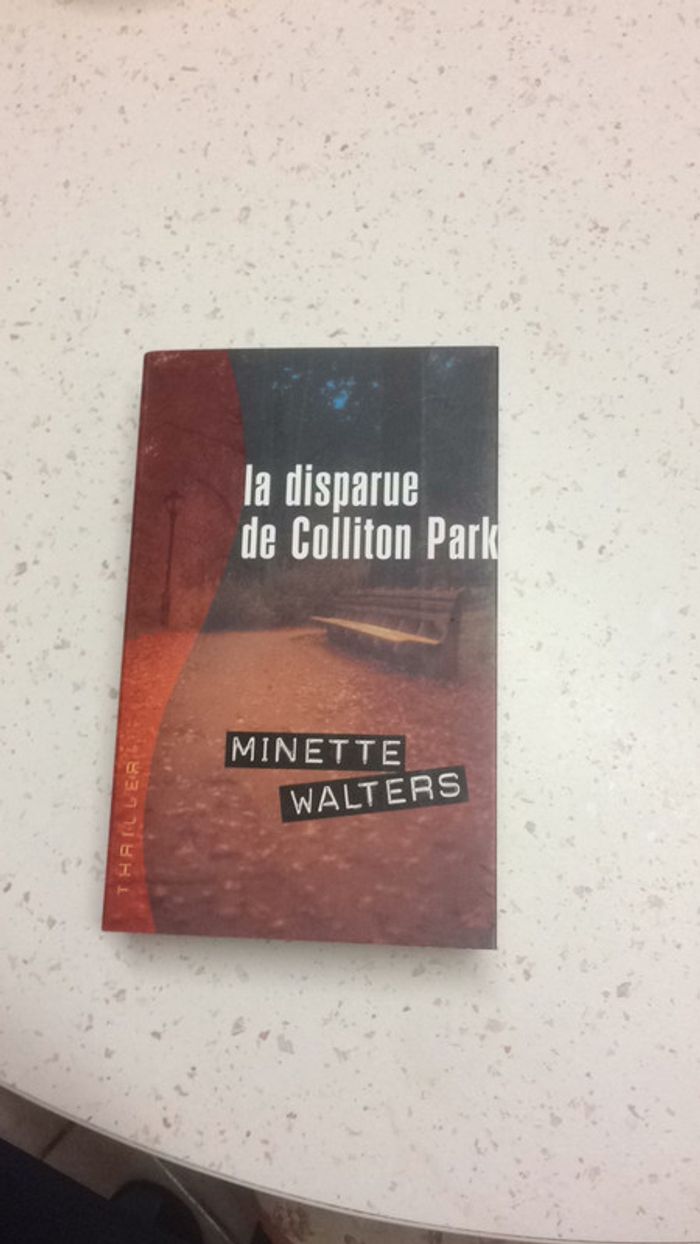 la disparue
de Colliton Park
MINETTE
WALTERS
THRILLER